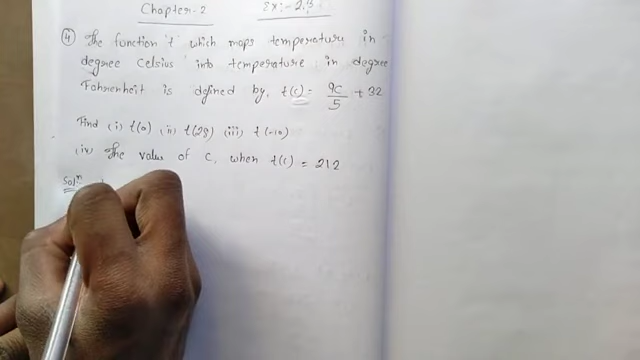 Chapter-2 Ex:- 2.3
④ The function 't' which maps temperature in
degree Celsius into temperature in degree
Fahrenheit is defined by, t(c) = 9c/5 + 32
Find (i) t(0) (ii) t(28) (iii) t(-10)
(iv) The value of C, when t(c) = 212
Solⁿ